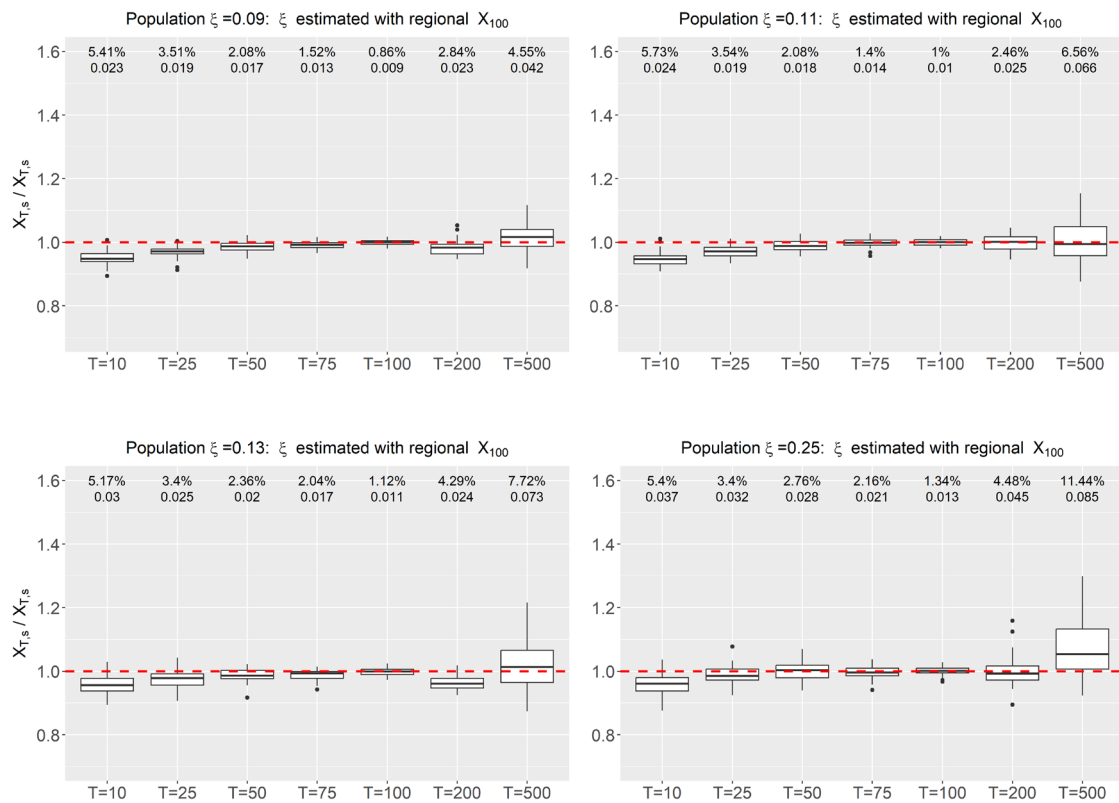 Population ξ =0.09: ξ estimated with regional X100
5.41% 3.51% 2.08% 1.52% 0.86% 2.84% 4.55%
0.023 0.019 0.017 0.013 0.009 0.023 0.042
1.6
1.4
1.2
1.0
0.8
XT,s / XT,s
T=10 T=25 T=50 T=75 T=100 T=200 T=500
Population ξ =0.11: ξ estimated with regional X100
5.73% 3.54% 2.08% 1.4% 1% 2.46% 6.56%
0.024 0.019 0.018 0.014 0.01 0.025 0.066
1.6
1.4
1.2
1.0
0.8
T=10 T=25 T=50 T=75 T=100 T=200 T=500
Population ξ =0.13: ξ estimated with regional X100
5.17% 3.4% 2.36% 2.04% 1.12% 4.29% 7.72%
0.03 0.025 0.02 0.017 0.011 0.024 0.073
1.6
1.4
1.2
1.0
0.8
XT,s / XT,s
T=10 T=25 T=50 T=75 T=100 T=200 T=500
Population ξ =0.25: ξ estimated with regional X100
5.4% 3.4% 2.76% 2.16% 1.34% 4.48% 11.44%
0.037 0.032 0.028 0.021 0.013 0.045 0.085
1.6
1.4
1.2
1.0
0.8
T=10 T=25 T=50 T=75 T=100 T=200 T=500